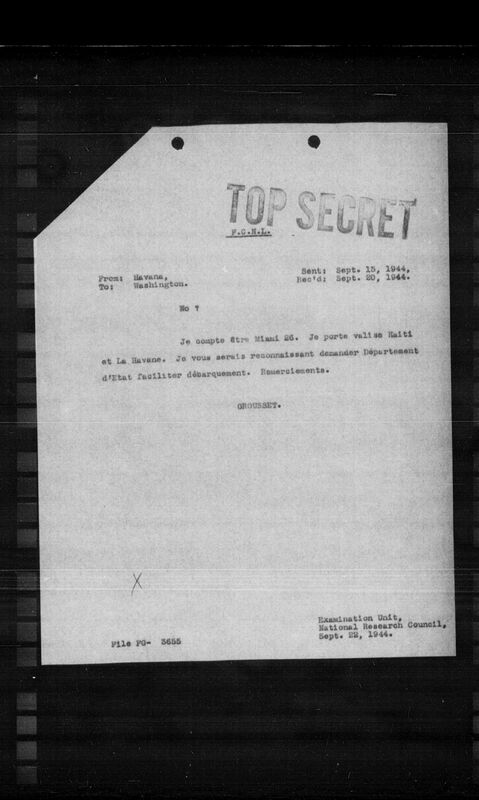 TOP SECRET
F.C.N.L.
From: Havana,
To: Washington.
Sent: Sept. 15, 1944,
Rec'd: Sept. 20, 1944.
No ?
Je compte être Miami 26. Je porte valise Haiti
et La Havane. Je vous serais reconnaissant demander Département
d'Etat faciliter débarquement. Remerciements.
GROUSSET.
X
Examination Unit,
National Research Council,
Sept. 22, 1944.
File FG- 3655